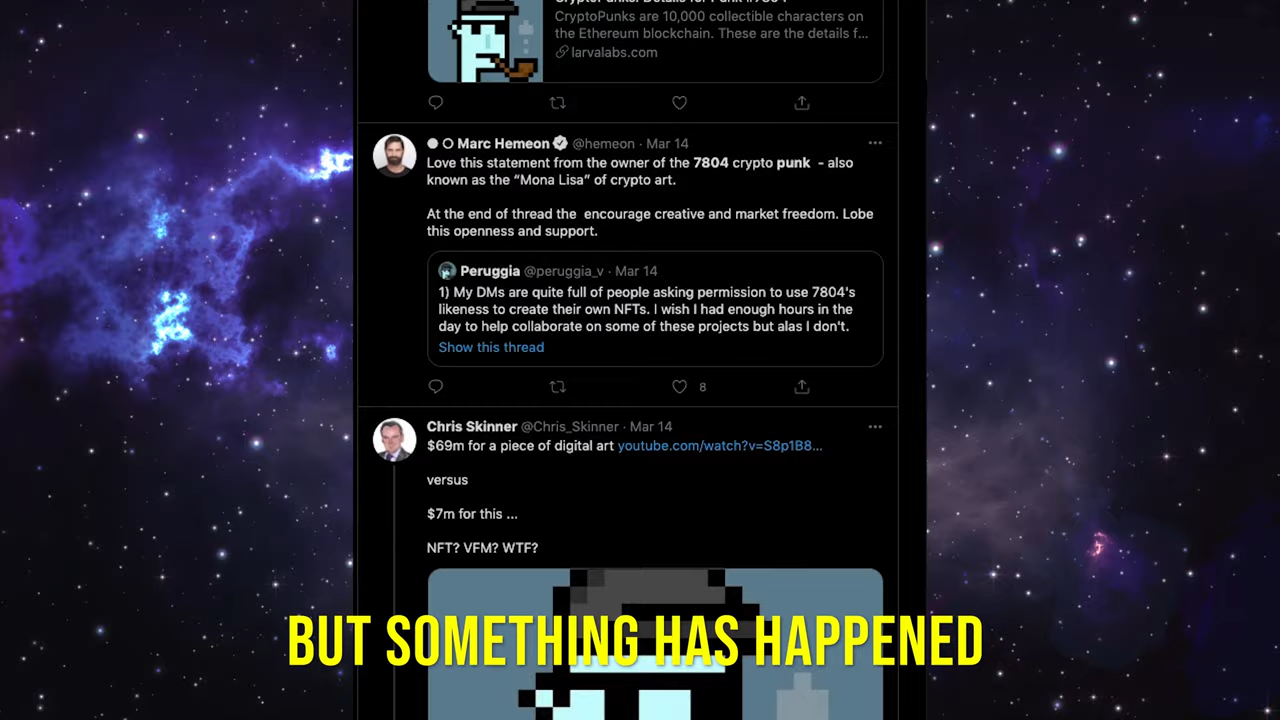 CryptoPunks: Details for Punk #7804
CryptoPunks are 10,000 collectible characters on
the Ethereum blockchain. These are the details f...
larvalabs.com
Marc Hemeon @hemeon · Mar 14
Love this statement from the owner of the 7804 crypto punk - also
known as the “Mona Lisa” of crypto art.
At the end of thread the encourage creative and market freedom. Lobe
this openness and support.
Peruggia @peruggia_v · Mar 14
1) My DMs are quite full of people asking permission to use 7804's
likeness to create their own NFTs. I wish I had enough hours in the
day to help collaborate on some of these projects but alas I don't.
Show this thread
8
Chris Skinner @Chris_Skinner · Mar 14
$69m for a piece of digital art youtube.com/watch?v=S8p1B8...
versus
$7m for this ...
NFT? VFM? WTF?
BUT SOMETHING HAS HAPPENED